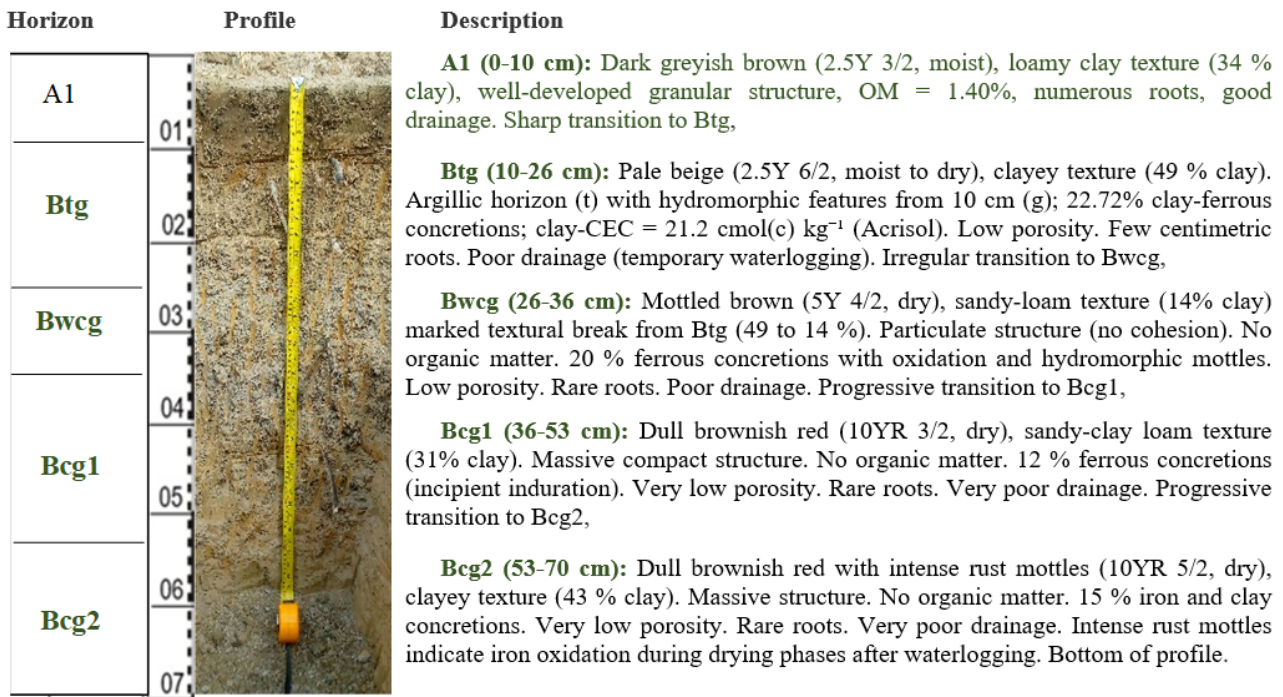 Horizon Profile Description
A1
01
Btg
02
Bwcg
03
04
Bcg1
05
06
Bcg2
07
A1 (0-10 cm): Dark greyish brown (2.5Y 3/2, moist), loamy clay texture (34 %
clay), well-developed granular structure, OM = 1.40%, numerous roots, good
drainage. Sharp transition to Btg,
Btg (10-26 cm): Pale beige (2.5Y 6/2, moist to dry), clayey texture (49 % clay).
Argillic horizon (t) with hydromorphic features from 10 cm (g); 22.72% clay-ferrous
concretions; clay-CEC = 21.2 cmol(c) kg⁻¹ (Acrisol). Low porosity. Few centimetric
roots. Poor drainage (temporary waterlogging). Irregular transition to Bwcg,
Bwcg (26-36 cm): Mottled brown (5Y 4/2, dry), sandy-loam texture (14% clay)
marked textural break from Btg (49 to 14 %). Particulate structure (no cohesion). No
organic matter. 20 % ferrous concretions with oxidation and hydromorphic mottles.
Low porosity. Rare roots. Poor drainage. Progressive transition to Bcg1,
Bcg1 (36-53 cm): Dull brownish red (10YR 3/2, dry), sandy-clay loam texture
(31% clay). Massive compact structure. No organic matter. 12 % ferrous concretions
(incipient induration). Very low porosity. Rare roots. Very poor drainage. Progressive
transition to Bcg2,
Bcg2 (53-70 cm): Dull brownish red with intense rust mottles (10YR 5/2, dry),
clayey texture (43 % clay). Massive structure. No organic matter. 15 % iron and clay
concretions. Very low porosity. Rare roots. Very poor drainage. Intense rust mottles
indicate iron oxidation during drying phases after waterlogging. Bottom of profile.